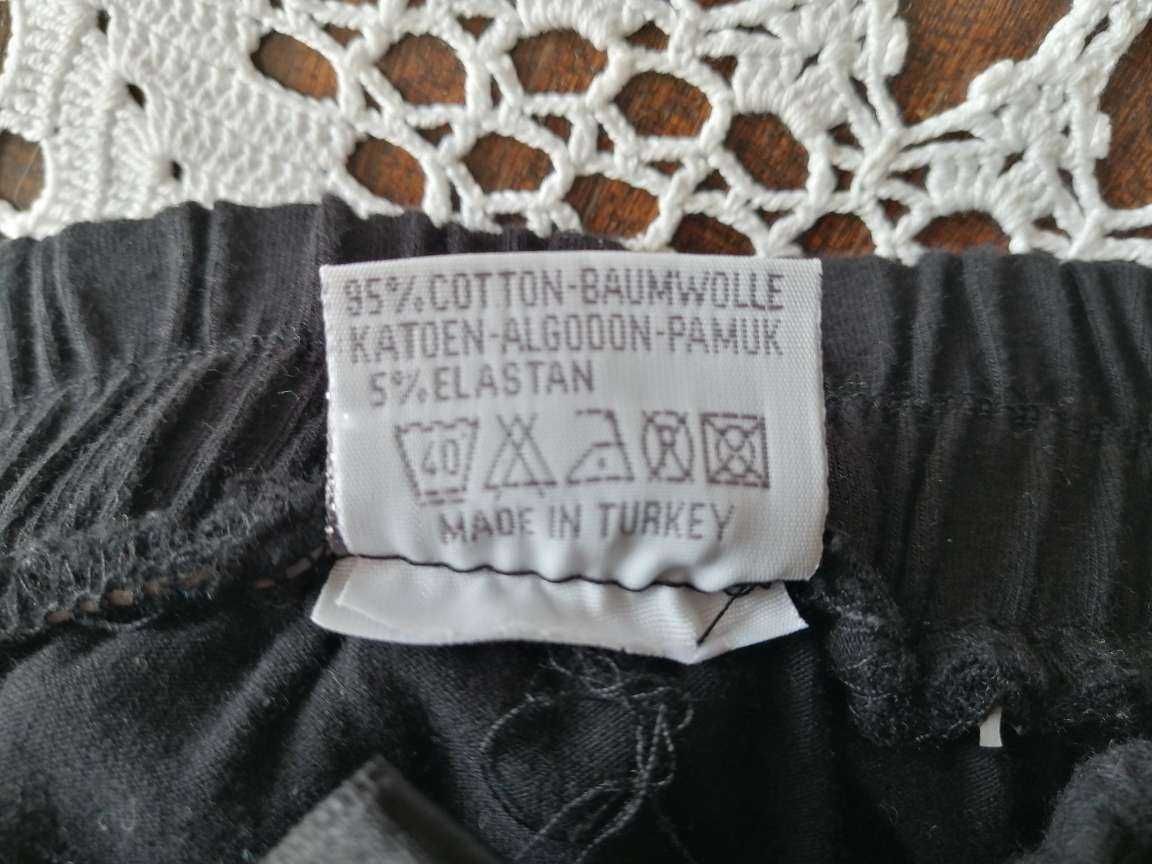 95%COTTON-BAUMWOLLE
KATOEN-ALGODON-PAMUK
5%ELASTAN
40
MADE IN TURKEY